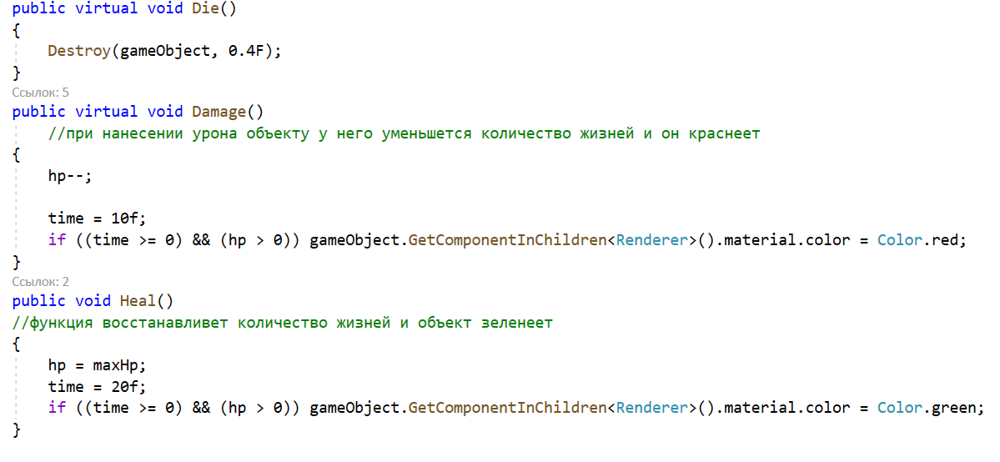 public virtual void Die()
{
    Destroy(gameObject, 0.4F);
}
Ссылок: 5
public virtual void Damage()
    //при нанесении урона объекту у него уменьшется количество жизней и он краснеет
{
    hp--;

    time = 10f;
    if ((time >= 0) && (hp > 0)) gameObject.GetComponentInChildren<Renderer>().material.color = Color.red;
}
Ссылок: 2
public void Heal()
//функция восстанавливет количество жизней и объект зеленеет
{
    hp = maxHp;
    time = 20f;
    if ((time >= 0) && (hp > 0)) gameObject.GetComponentInChildren<Renderer>().material.color = Color.green;
}